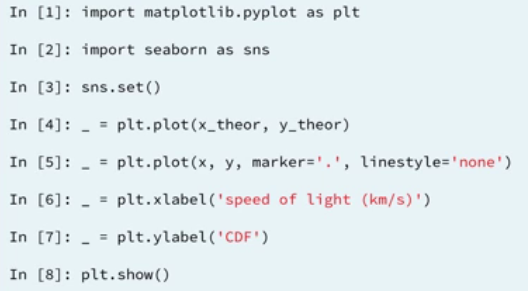 In [1]: import matplotlib.pyplot as plt
In [2]: import seaborn as sns
In [3]: sns.set()
In [4]: _ = plt.plot(x_theor, y_theor)
In [5]: _ = plt.plot(x, y, marker='.', linestyle='none')
In [6]: _ = plt.xlabel('speed of light (km/s)')
In [7]: _ = plt.ylabel('CDF')
In [8]: plt.show()